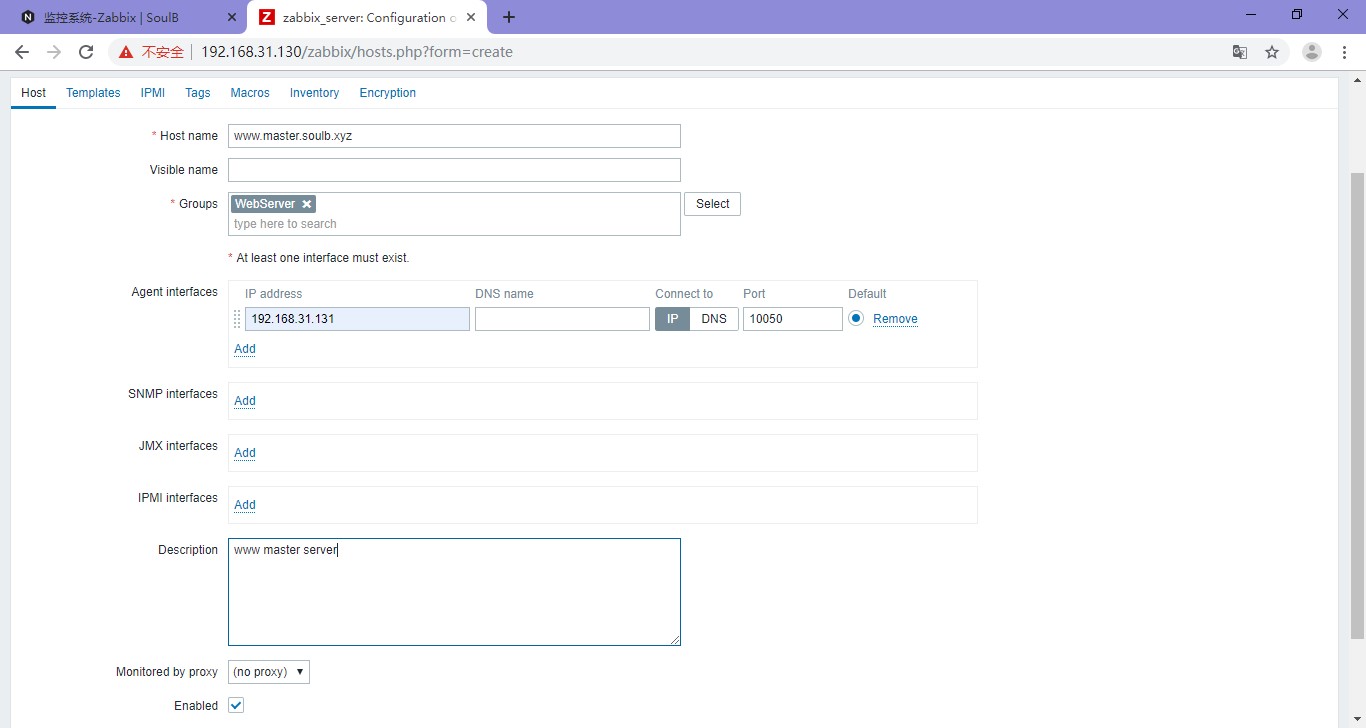 监控系统-Zabbix | SoulB
zabbix_server: Configuration o
不安全 192.168.31.130/zabbix/hosts.php?form=create
Host Templates IPMI Tags Macros Inventory Encryption
* Host name www.master.soulb.xyz
Visible name
* Groups WebServer
type here to search
Select
* At least one interface must exist.
Agent interfaces IP address DNS name Connect to Port Default
192.168.31.131 IP DNS 10050 Remove
Add
SNMP interfaces Add
JMX interfaces Add
IPMI interfaces Add
Description www master server
Monitored by proxy (no proxy)
Enabled